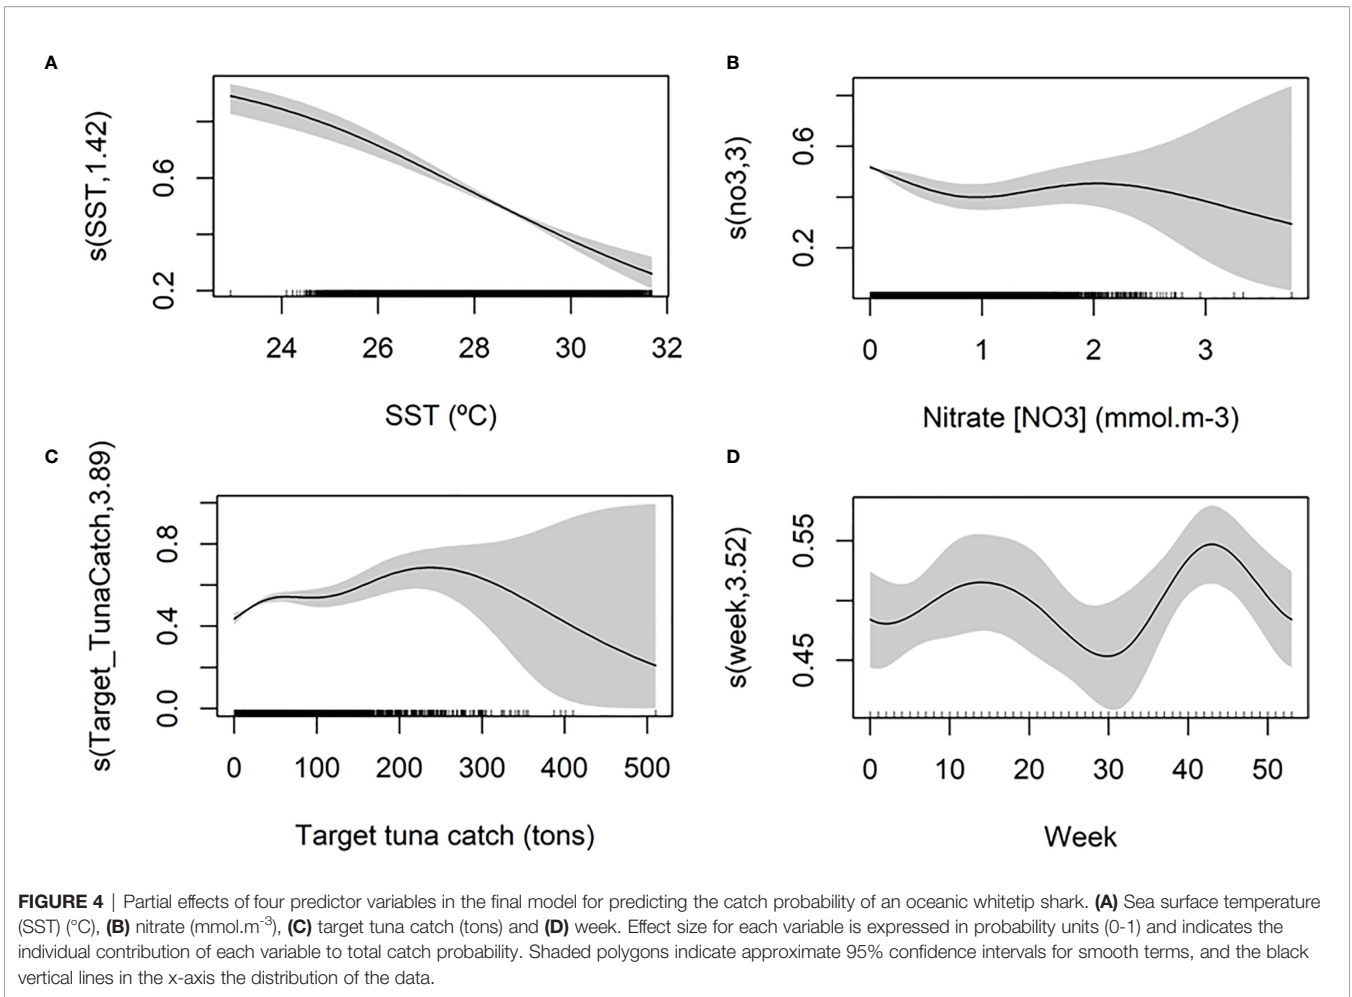 A
s(SST,1.42)
0.2
0.6
24
26
28
30
32
SST (ºC)
B
s(no3,3)
0.2
0.6
0
1
2
3
Nitrate [NO3] (mmol.m-3)
C
s(Target_TunaCatch,3.89)
0.0
0.4
0.8
0
100
200
300
400
500
Target tuna catch (tons)
D
s(week,3.52)
0.45
0.55
0
10
20
30
40
50
Week
FIGURE 4 | Partial effects of four predictor variables in the final model for predicting the catch probability of an oceanic whitetip shark. (A) Sea surface temperature
(SST) (°C), (B) nitrate (mmol.m-3), (C) target tuna catch (tons) and (D) week. Effect size for each variable is expressed in probability units (0-1) and indicates the
individual contribution of each variable to total catch probability. Shaded polygons indicate approximate 95% confidence intervals for smooth terms, and the black
vertical lines in the x-axis the distribution of the data.